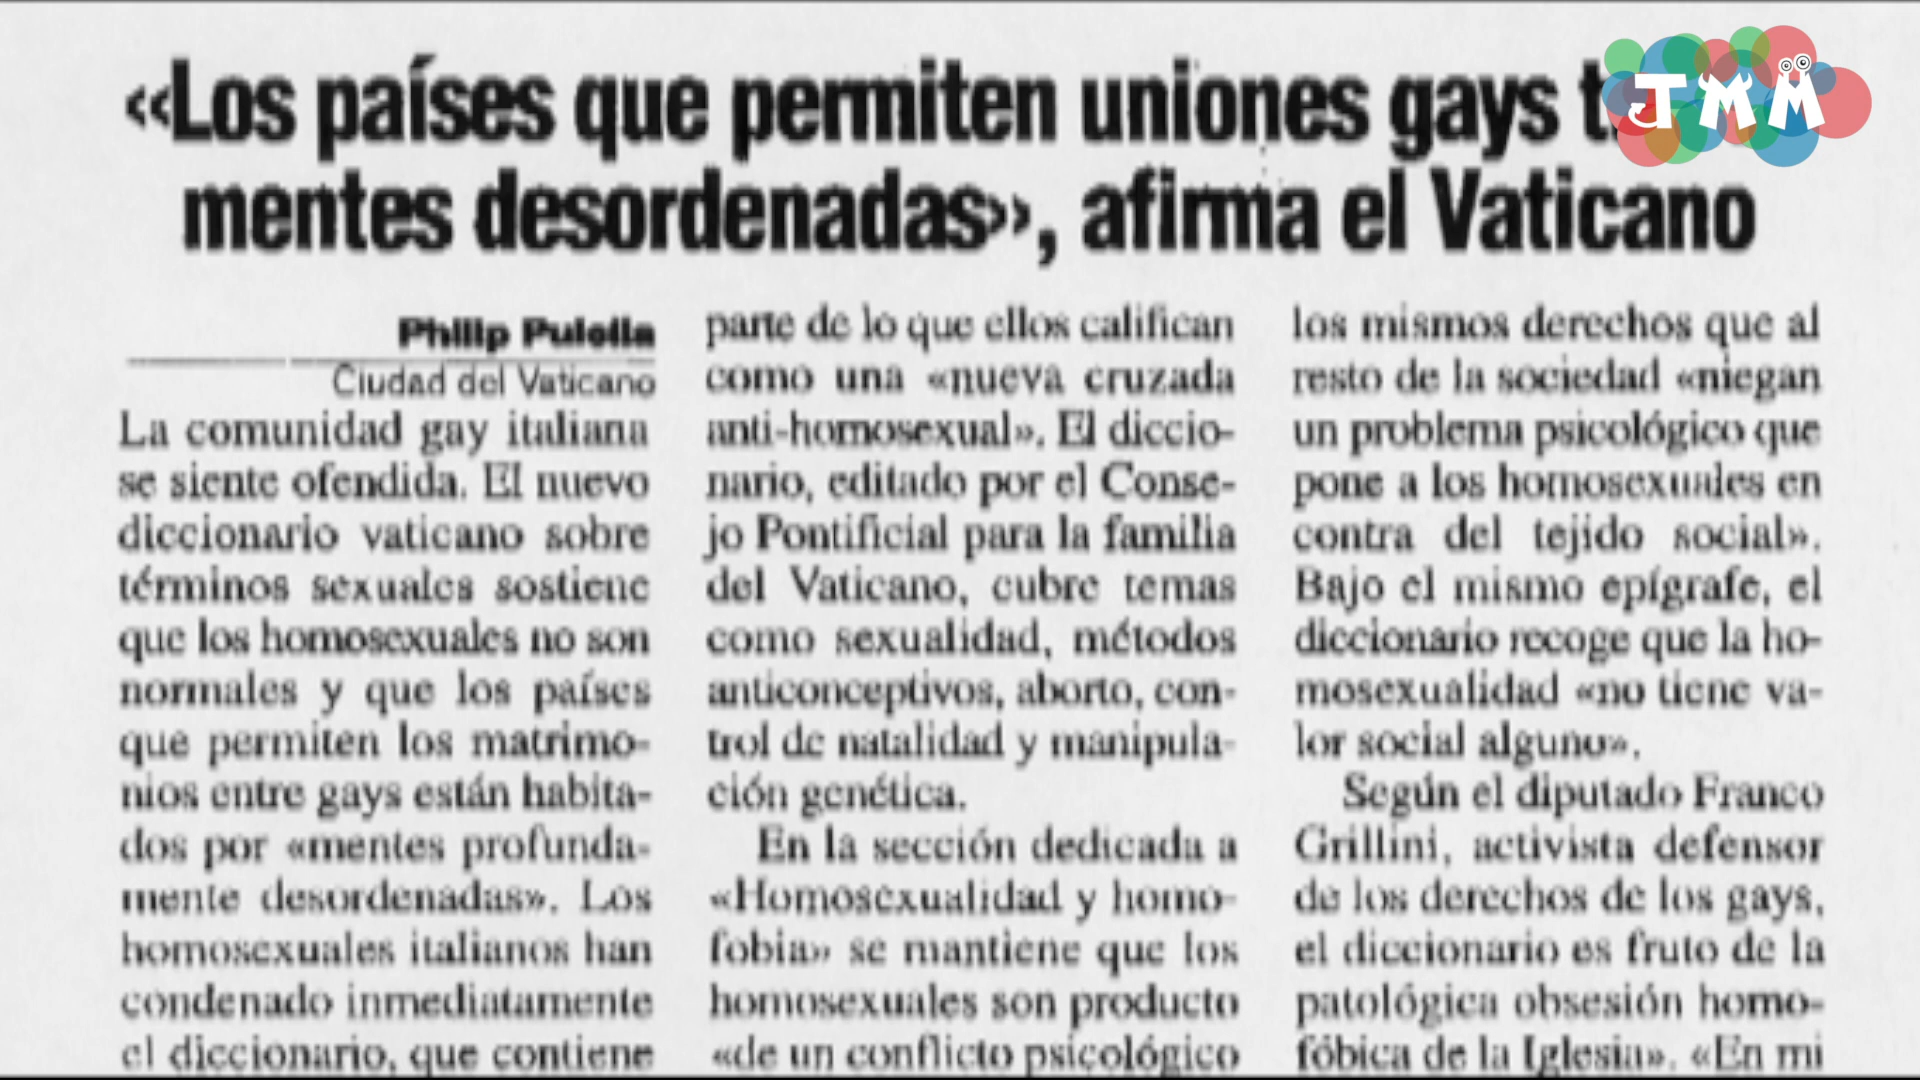 «Los países que permiten uniones gays
mentes desordenadas», afirma el Vaticano
JTMM
Philip Pulella
Ciudad del Vaticano
La comunidad gay italiana
se siente ofendida. El nuevo
diccionario vaticano sobre
términos sexuales sostiene
que los homosexuales no son
normales y que los países
que permiten los matrimo-
nios entre gays están habita-
dos por «mentes profunda-
mente desordenadas». Los
homosexuales italianos han
condenado inmediatamente
el diccionario, que contiene
parte de lo que ellos califican
como una «nueva cruzada
anti-homosexual». El diccio-
nario, editado por el Conse-
jo Pontificial para la familia
del Vaticano, cubre temas
como sexualidad, métodos
anticonceptivos, aborto, con-
trol de natalidad y manipula-
ción genética.
En la sección dedicada a
«Homosexualidad y homo-
fobia» se mantiene que los
homosexuales son producto
«de un conflicto psicológico
los mismos derechos que al
resto de la sociedad «niegan
un problema psicológico que
pone a los homosexuales en
contra del tejido social».
Bajo el mismo epígrafe, el
diccionario recoge que la ho-
mosexualidad «no tiene va-
lor social alguno».
Según el diputado Franco
Grillini, activista defensor
de los derechos de los gays,
el diccionario es fruto de la
patológica obsesión homo-
fóbica de la Iglesia». «En mi